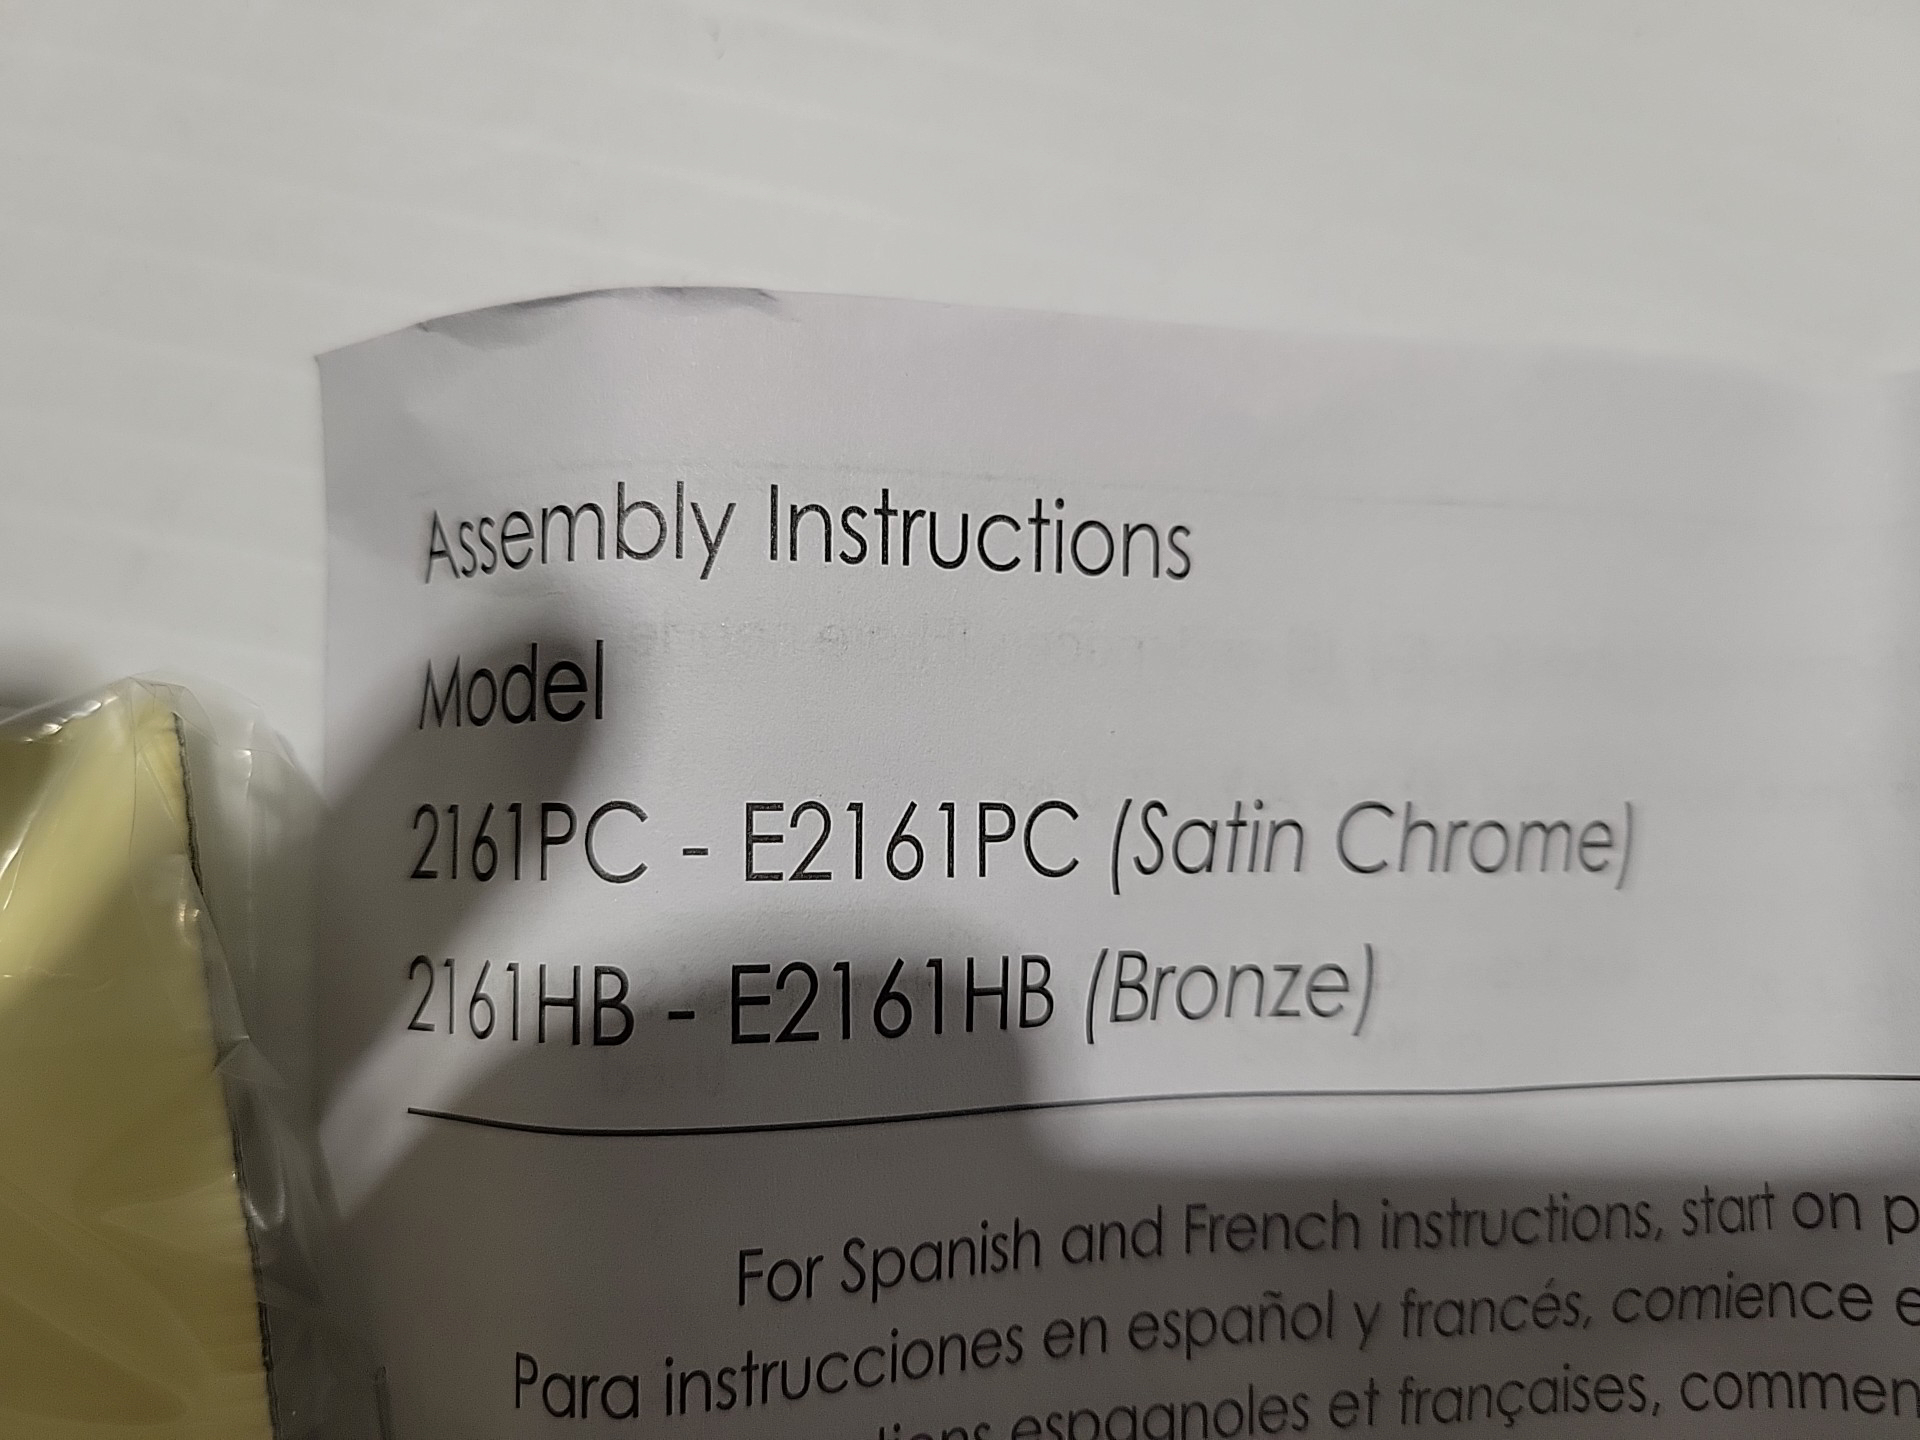 Assembly Instructions
Model
2161PC - E2161PC (Satin Chrome)
2161HB - E2161HB (Bronze)
For Spanish and French instructions, start on
Para instrucciones en español y francés, comience
espagnoles et françaises,